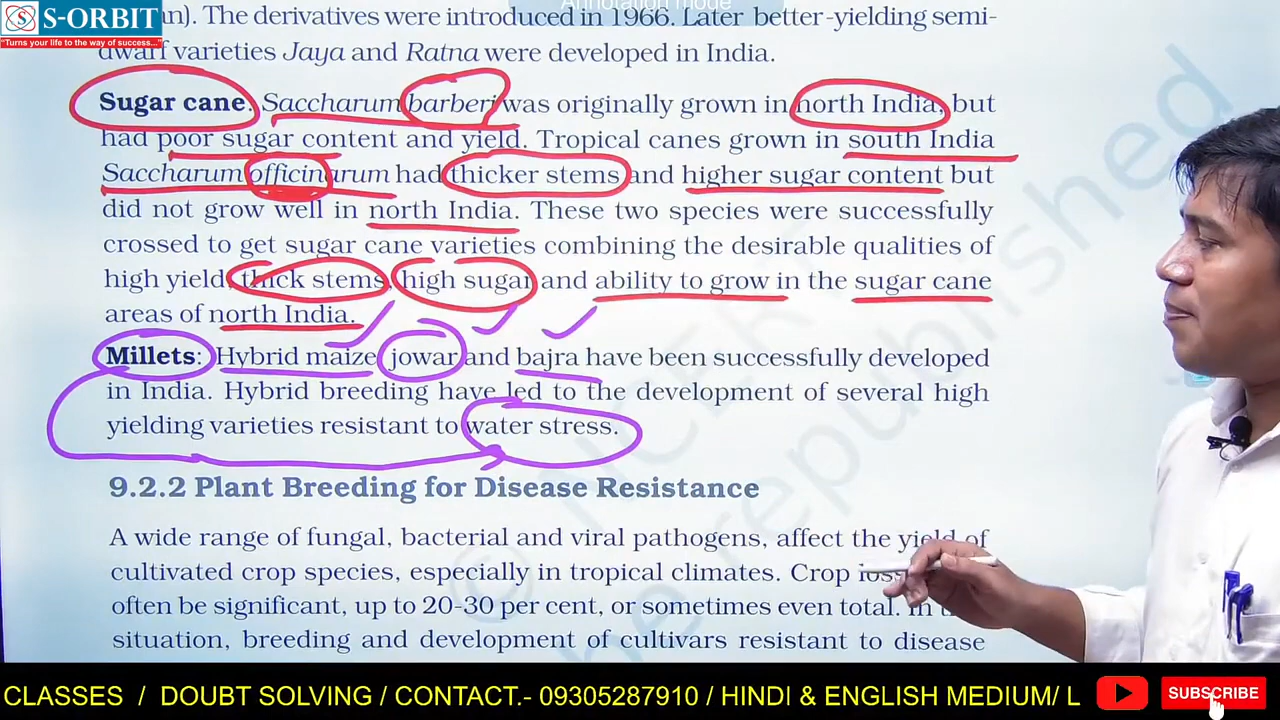 S-ORBIT
"Turns your life to the way of success..."
Annotation mode
an). The derivatives were introduced in 1966. Later better-yielding semi-
dwarf varieties Jaya and Ratna were developed in India.
Sugar cane: Saccharum barberi was originally grown in north India, but
had poor sugar content and yield. Tropical canes grown in south India
Saccharum officinarum had thicker stems and higher sugar content but
did not grow well in north India. These two species were successfully
crossed to get sugar cane varieties combining the desirable qualities of
high yield, thick stems, high sugar and ability to grow in the sugar cane
areas of north India.
Millets: Hybrid maize, jowar and bajra have been successfully developed
in India. Hybrid breeding have led to the development of several high
yielding varieties resistant to water stress.
9.2.2 Plant Breeding for Disease Resistance
A wide range of fungal, bacterial and viral pathogens, affect the yield of
cultivated crop species, especially in tropical climates. Crop
often be significant, up to 20-30 per cent, or sometimes even total. In
situation, breeding and development of cultivars resistant to disease
© NCERT
republished
CLASSES / DOUBT SOLVING / CONTACT.- 09305287910 / HINDI & ENGLISH MEDIUM/ L
SUBSCRIBE